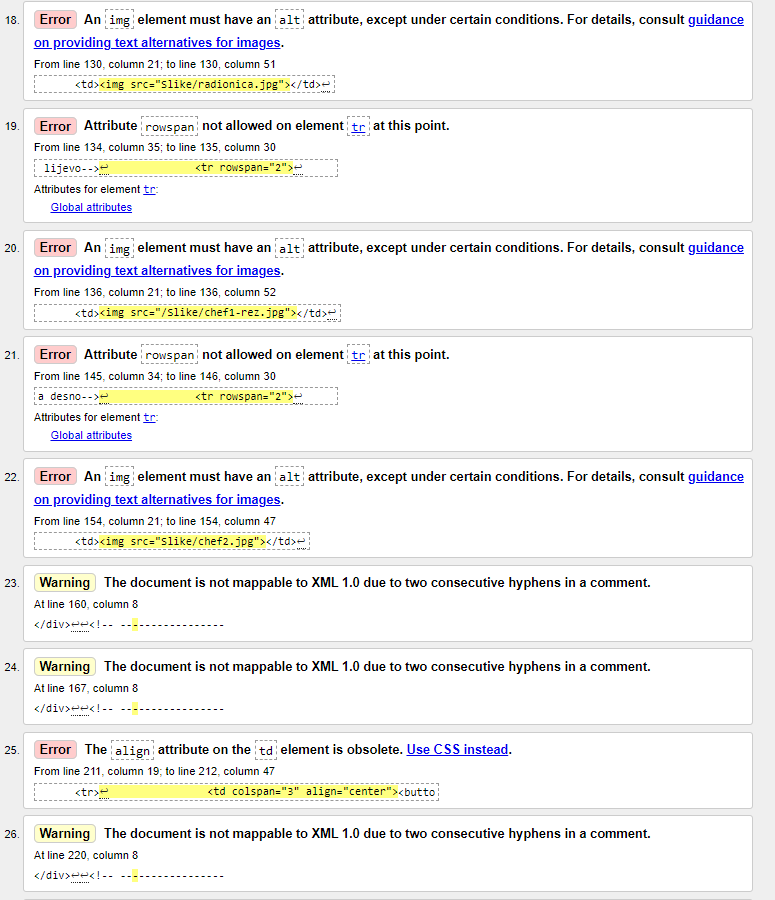 18. Error An img element must have an alt attribute, except under certain conditions. For details, consult guidance
on providing text alternatives for images.
From line 130, column 21; to line 130, column 51
<td><img src="Slike/radionica.jpg"></td>↩
19. Error Attribute rowspan not allowed on element tr at this point.
From line 134, column 35; to line 135, column 30
lijevo-->↩ <tr rowspan="2">↩
Attributes for element tr:
Global attributes
20. Error An img element must have an alt attribute, except under certain conditions. For details, consult guidance
on providing text alternatives for images.
From line 136, column 21; to line 136, column 52
<td><img src="/Slike/chef1-rez.jpg"></td>↩
21. Error Attribute rowspan not allowed on element tr at this point.
From line 145, column 34; to line 146, column 30
a desno-->↩ <tr rowspan="2">↩
Attributes for element tr:
Global attributes
22. Error An img element must have an alt attribute, except under certain conditions. For details, consult guidance
on providing text alternatives for images.
From line 154, column 21; to line 154, column 47
<td><img src="Slike/chef2.jpg"></td>↩
23. Warning The document is not mappable to XML 1.0 due to two consecutive hyphens in a comment.
At line 160, column 8
</div>↩↩<!-- -----------------
24. Warning The document is not mappable to XML 1.0 due to two consecutive hyphens in a comment.
At line 167, column 8
</div>↩↩<!-- -----------------
25. Error The align attribute on the td element is obsolete. Use CSS instead.
From line 211, column 19; to line 212, column 47
<tr>↩ <td colspan="3" align="center"><butto
26. Warning The document is not mappable to XML 1.0 due to two consecutive hyphens in a comment.
At line 220, column 8
</div>↩↩<!-- -----------------